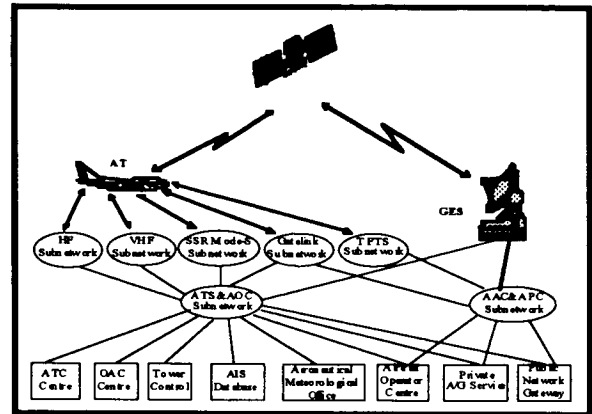 AT
GES
HF
Subnetwork
VHF
Subnetwork
SSR Mode-S
Subnetwork
Gatelink
Subnetwork
TFTS
Subnetwork
ATS&AOC
Subnetwork
AAC&APC
Subnetwork
ATC
Centre
OAC
Centre
Tower
Control
AIS
Database
Aeronautical
Meteorological
Office
Operator
Centre
Private
A/G Service
Public
Network
Gateway